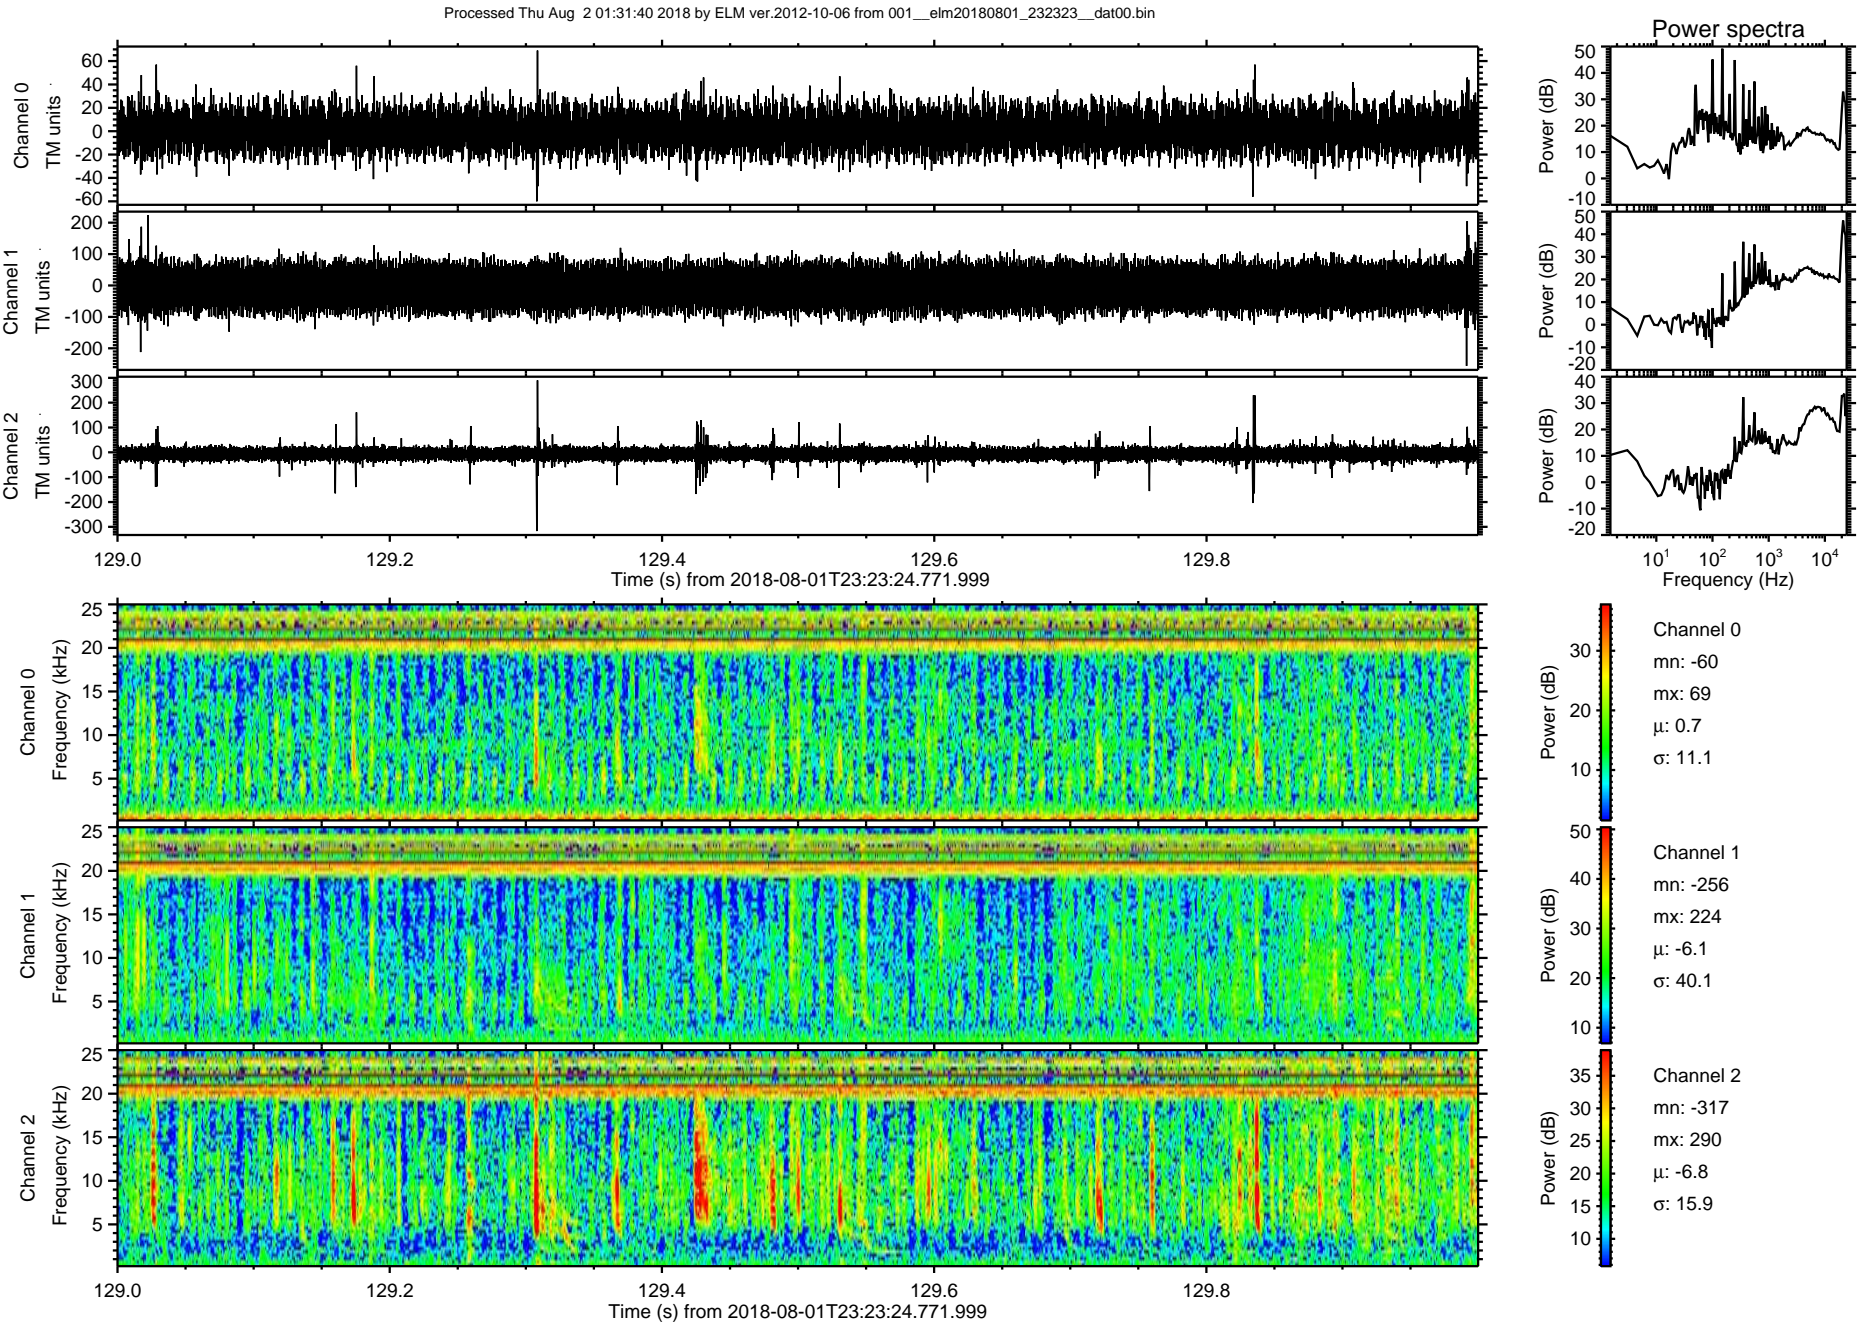 Processed Thu Aug 2 01:31:40 2018 by ELM ver.2012-10-06 from 001__elm20180801_232323__dat00.bin
Power spectra
Channel 0
TM units
60
40
20
0
-20
-40
-60
Power (dB)
50
40
30
20
10
0
-10
Channel 1
TM units
200
100
0
-100
-200
Power (dB)
50
40
30
20
10
0
-10
-20
Channel 2
TM units
300
200
100
0
-100
-200
-300
Power (dB)
40
30
20
10
0
-10
-20
129.0 129.2 129.4 129.6 129.8
Time (s) from 2018-08-01T23:23:24.771.999
10¹ 10² 10³ 10⁴
Frequency (Hz)
Channel 0
Frequency (kHz)
25
20
15
10
5
Power (dB)
30
20
10
Channel 0
mn: -60
mx: 69
μ: 0.7
σ: 11.1
Channel 1
Frequency (kHz)
25
20
15
10
5
Power (dB)
50
40
30
20
10
Channel 1
mn: -256
mx: 224
μ: -6.1
σ: 40.1
Channel 2
Frequency (kHz)
25
20
15
10
5
Power (dB)
35
30
25
20
15
10
Channel 2
mn: -317
mx: 290
μ: -6.8
σ: 15.9
129.0 129.2 129.4 129.6 129.8
Time (s) from 2018-08-01T23:23:24.771.999